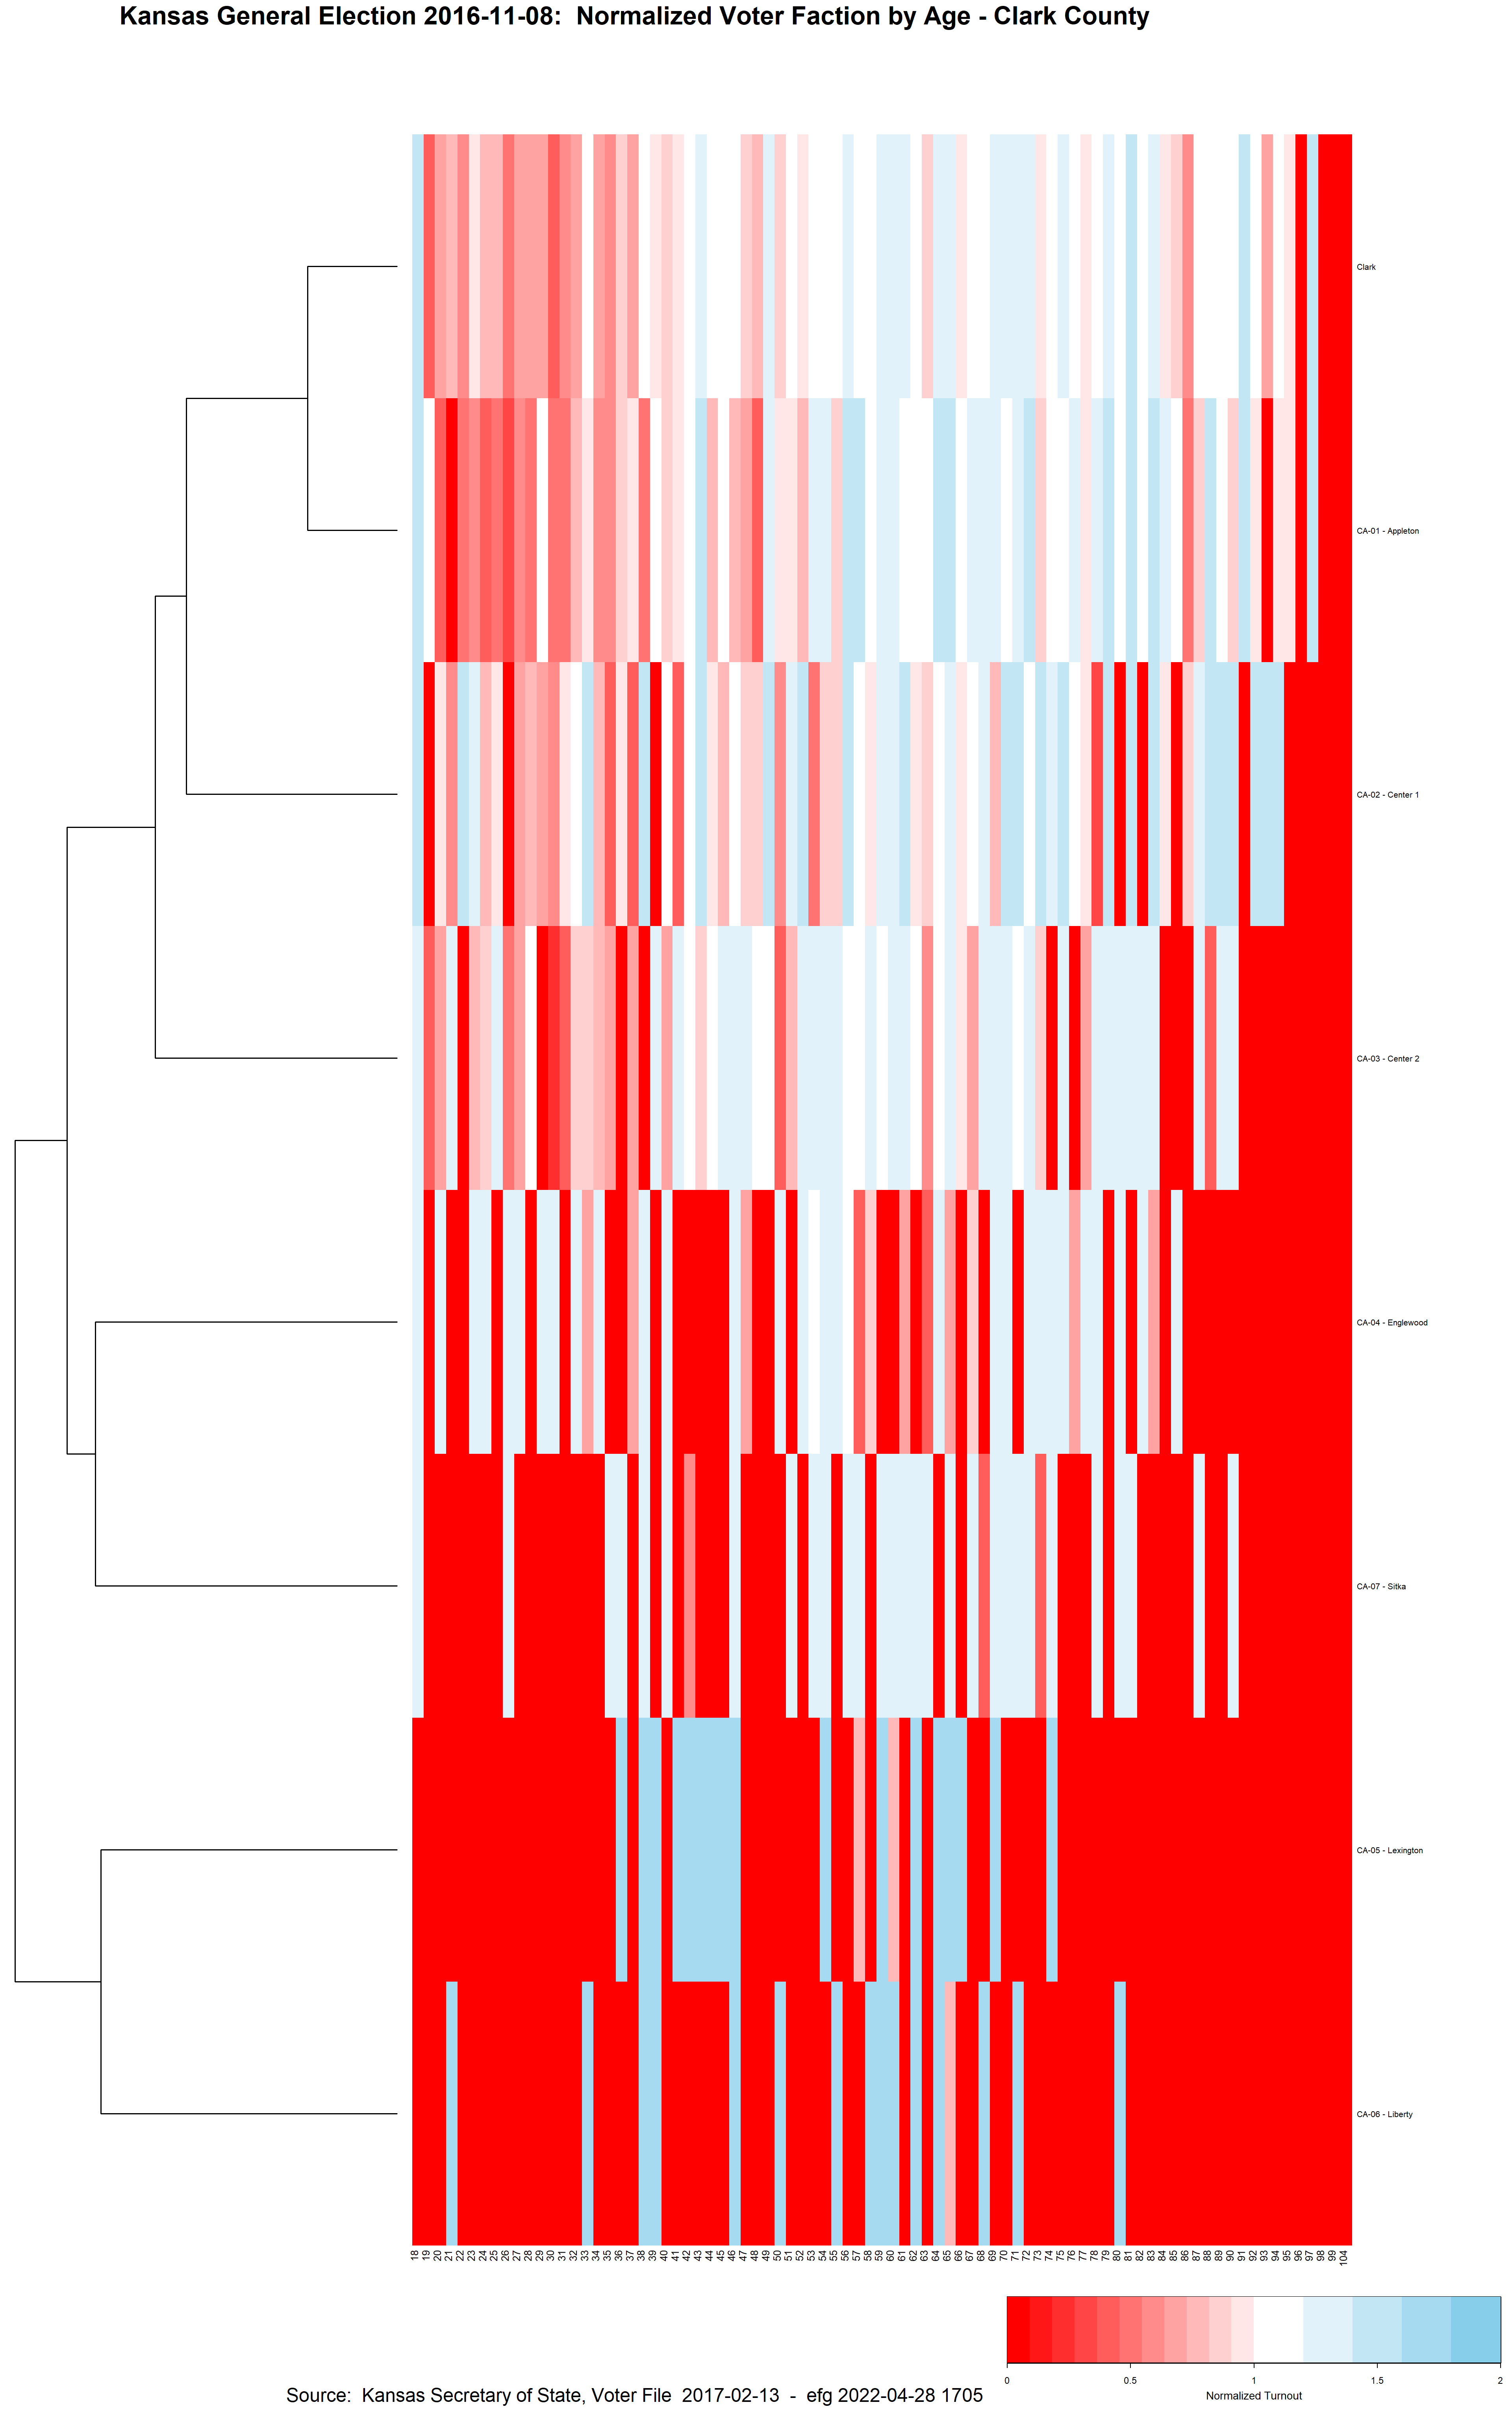 Kansas General Election 2016-11-08:  Normalized Voter Faction by Age - Clark County
Clark
CA-01 - Appleton
CA-02 - Center 1
CA-03 - Center 2
CA-04 - Englewood
CA-07 - Sitka
CA-05 - Lexington
CA-06 - Liberty
18 19 20 21 22 23 24 25 26 27 28 29 30 31 32 33 34 35 36 37 38 39 40 41 42 43 44 45 46 47 48 49 50 51 52 53 54 55 56 57 58 59 60 61 62 63 64 65 66 67 68 69 70 71 72 73 74 75 76 77 78 79 80 81 82 83 84 85 86 87 88 89 90 91 92 93 94 95 96 97 98 99 104
0 0.5 1 1.5 2
Normalized Turnout
Source:  Kansas Secretary of State, Voter File  2017-02-13  -  efg 2022-04-28 1705